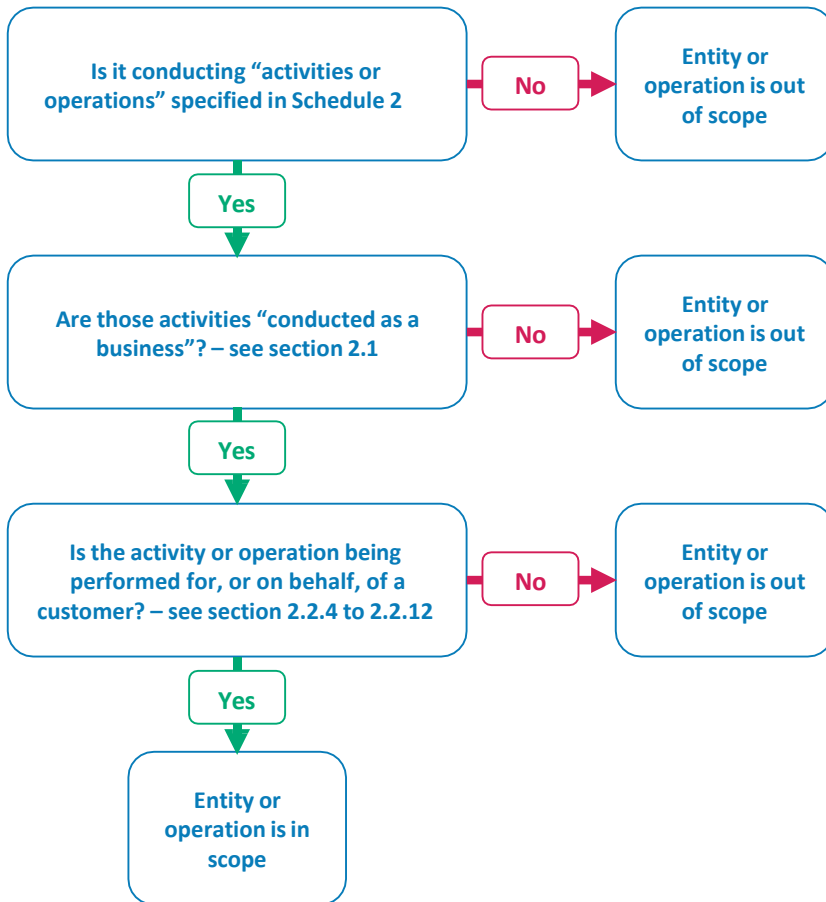 Is it conducting “activities or
operations” specified in Schedule 2
No
Entity or
operation is out
of scope
Yes
Are those activities “conducted as a
business”? – see section 2.1
No
Entity or
operation is out
of scope
Yes
Is the activity or operation being
performed for, or on behalf, of a
customer? – see section 2.2.4 to 2.2.12
No
Entity or
operation is out
of scope
Yes
Entity or
operation is in
scope